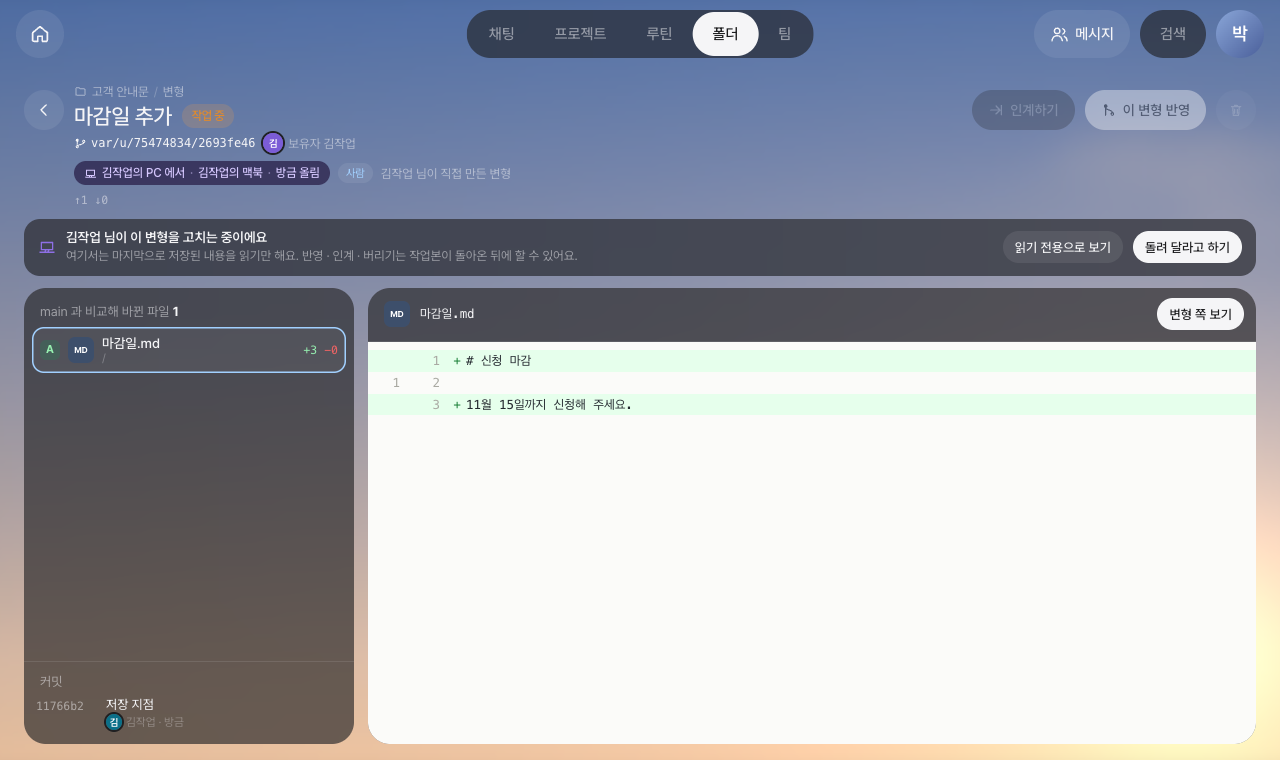 채팅 프로젝트 루틴 폴더 팀
메시지 검색 박
고객 안내문 / 변형
마감일 추가 작업 중
var/u/75474834/2693fe46 김 보유자 김작업
김작업의 PC 에서 · 김작업의 맥북 · 방금 올림 사람 김작업 님이 직접 만든 변형
↑1 ↓0
인계하기 이 변형 반영
김작업 님이 이 변형을 고치는 중이에요
여기서는 마지막으로 저장된 내용을 읽기만 해요. 반영 · 인계 · 버리기는 작업본이 돌아온 뒤에 할 수 있어요.
읽기 전용으로 보기 돌려 달라고 하기
main 과 비교해 바뀐 파일 1
A MD 마감일.md +3 −0
/
커밋
11766b2 저장 지점
김 김작업 · 방금
MD 마감일.md 변형 쪽 보기
1 + # 신청 마감
1 2
3 + 11월 15일까지 신청해 주세요.